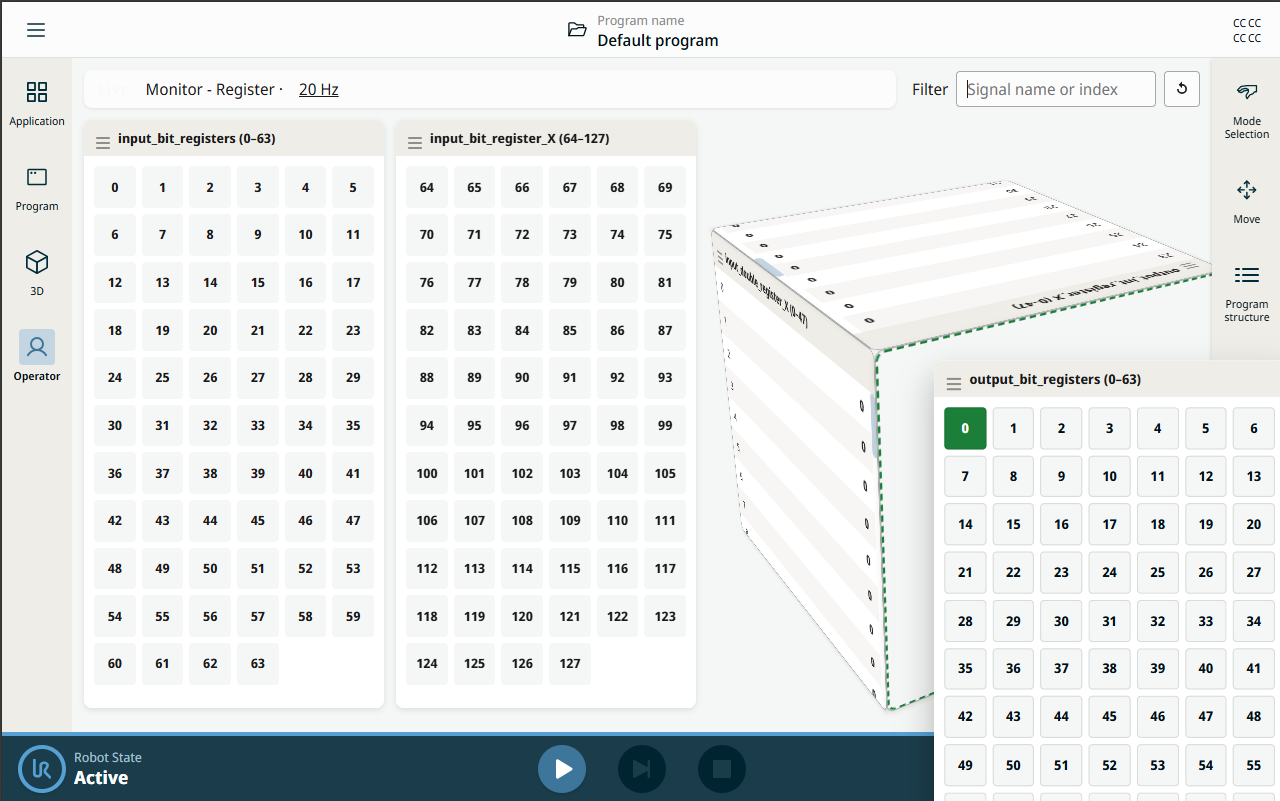 Program name
Default program
CC CC
CC CC
Application
Program
3D
Operator
Monitor - Register · 20 Hz
Filter
Signal name or index
Mode
Selection
Move
Program
structure
input_bit_registers (0–63)
0 1 2 3 4 5
6 7 8 9 10 11
12 13 14 15 16 17
18 19 20 21 22 23
24 25 26 27 28 29
30 31 32 33 34 35
36 37 38 39 40 41
42 43 44 45 46 47
48 49 50 51 52 53
54 55 56 57 58 59
60 61 62 63
input_bit_register_X (64–127)
64 65 66 67 68 69
70 71 72 73 74 75
76 77 78 79 80 81
82 83 84 85 86 87
88 89 90 91 92 93
94 95 96 97 98 99
100 101 102 103 104 105
106 107 108 109 110 111
112 113 114 115 116 117
118 119 120 121 122 123
124 125 126 127
input_double_register_X (0–47)
output_int_register_X (0–47)
output_bit_registers (0–63)
0 1 2 3 4 5 6
7 8 9 10 11 12 13
14 15 16 17 18 19 20
21 22 23 24 25 26 27
28 29 30 31 32 33 34
35 36 37 38 39 40 41
42 43 44 45 46 47 48
49 50 51 52 53 54 55
Robot State
Active